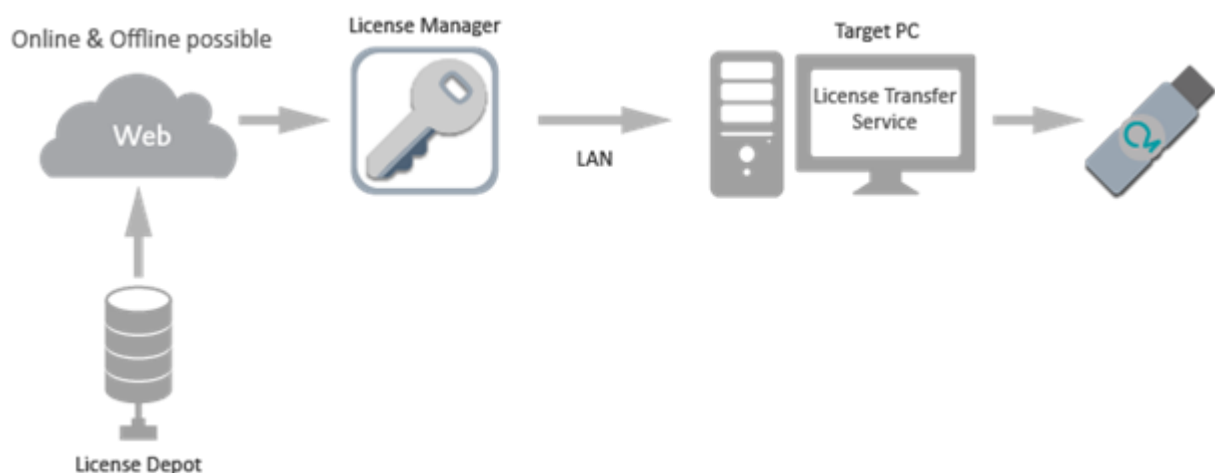 License Manager
Online & Offline possible
Target PC
License Transfer
Service
Web
LAN
License Depot